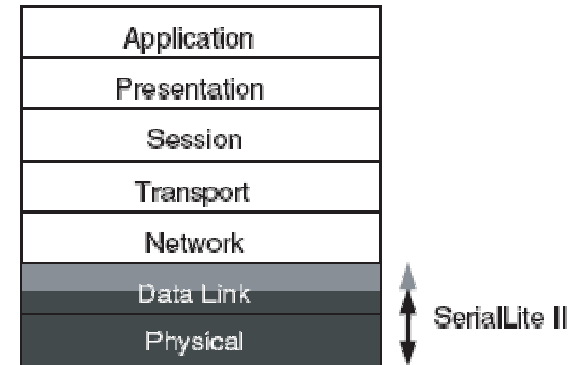 Application
Presentation
Session
Transport
Network
Data Link
Physical
SerialLite II